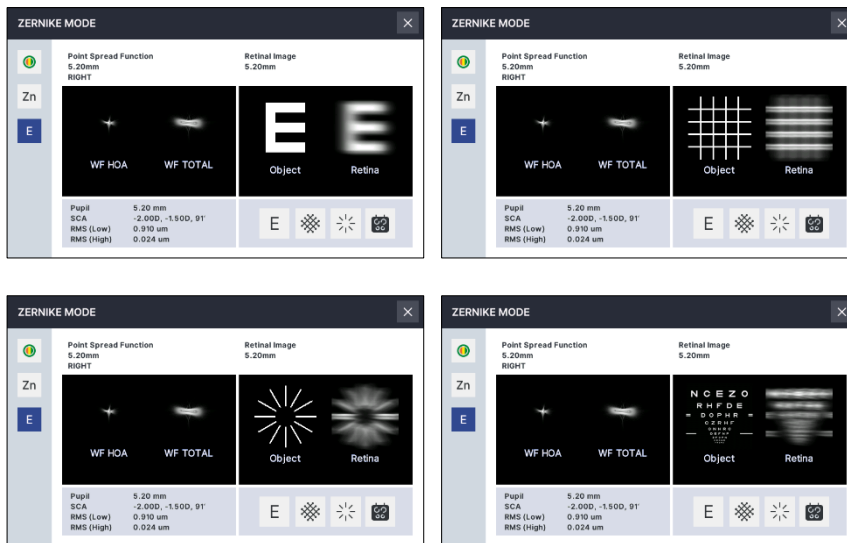 ZERNIKE MODE
Point Spread Function
5.20mm
RIGHT
Retinal Image
5.20mm
Zn
E
E
E
WF HOA
WF TOTAL
Object
Retina
Pupil 5.20 mm
SCA -2.00D, -1.50D, 91°
RMS (Low) 0.910 um
RMS (High) 0.024 um
E
ZERNIKE MODE
Point Spread Function
5.20mm
RIGHT
Retinal Image
5.20mm
Zn
E
WF HOA
WF TOTAL
Object
Retina
Pupil 5.20 mm
SCA -2.00D, -1.50D, 91°
RMS (Low) 0.910 um
RMS (High) 0.024 um
E
ZERNIKE MODE
Point Spread Function
5.20mm
RIGHT
Retinal Image
5.20mm
Zn
E
WF HOA
WF TOTAL
Object
Retina
Pupil 5.20 mm
SCA -2.00D, -1.50D, 91°
RMS (Low) 0.910 um
RMS (High) 0.024 um
E
ZERNIKE MODE
Point Spread Function
5.20mm
RIGHT
Retinal Image
5.20mm
Zn
E
N C E Z O
R H F D E
= D O P H R =
C Z R H F
WF HOA
WF TOTAL
Object
Retina
Pupil 5.20 mm
SCA -2.00D, -1.50D, 91°
RMS (Low) 0.910 um
RMS (High) 0.024 um
E